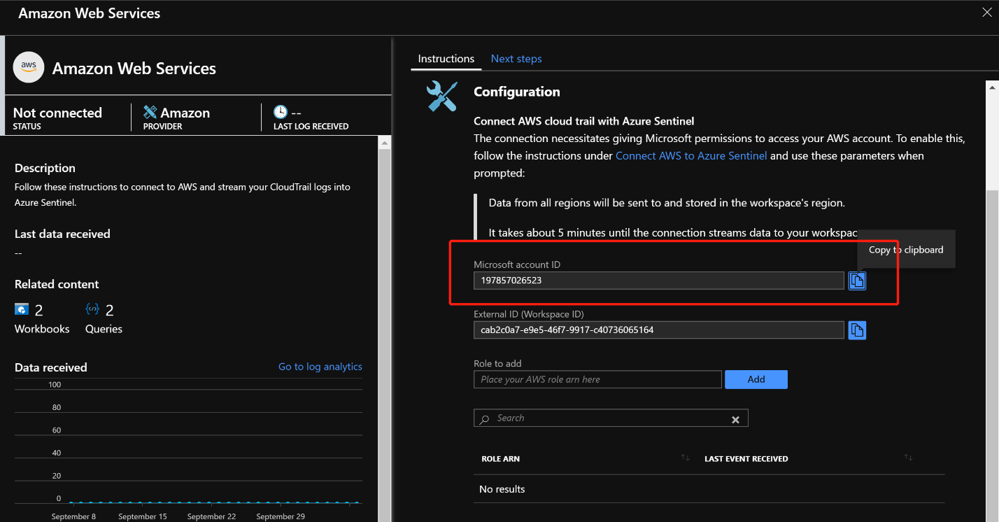 Amazon Web Services
aws
Amazon Web Services
Not connected
STATUS
Amazon
PROVIDER
--
LAST LOG RECEIVED
Description
Follow these instructions to connect to AWS and stream your CloudTrail logs into
Azure Sentinel.
Last data received
--
Related content
2
Workbooks
2
Queries
Data received
Go to log analytics
100
80
60
40
20
0
September 8
September 15
September 22
September 29
Instructions
Next steps
Configuration
Connect AWS cloud trail with Azure Sentinel
The connection necessitates giving Microsoft permissions to access your AWS account. To enable this,
follow the instructions under Connect AWS to Azure Sentinel and use these parameters when
prompted:
Data from all regions will be sent to and stored in the workspace's region.
It takes about 5 minutes until the connection streams data to your workspac
Copy to clipboard
Microsoft account ID
197857026523
External ID (Workspace ID)
cab2c0a7-e9e5-46f7-9917-c40736065164
Role to add
Place your AWS role arn here
Add
Search
ROLE ARN
LAST EVENT RECEIVED
No results